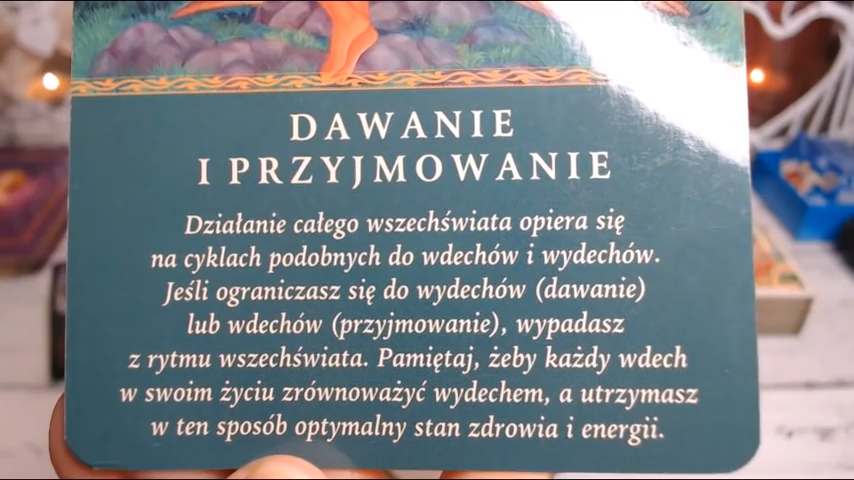 DAWANIE
I PRZYJMOWANIE
Działanie całego wszechświata opiera się
na cyklach podobnych do wdechów i wydechów.
Jeśli ograniczasz się do wydechów (dawanie)
lub wdechów (przyjmowanie), wypadasz
z rytmu wszechświata. Pamiętaj, żeby każdy wdech
w swoim życiu zrównoważyć wydechem, a utrzymasz
w ten sposób optymalny stan zdrowia i energii.